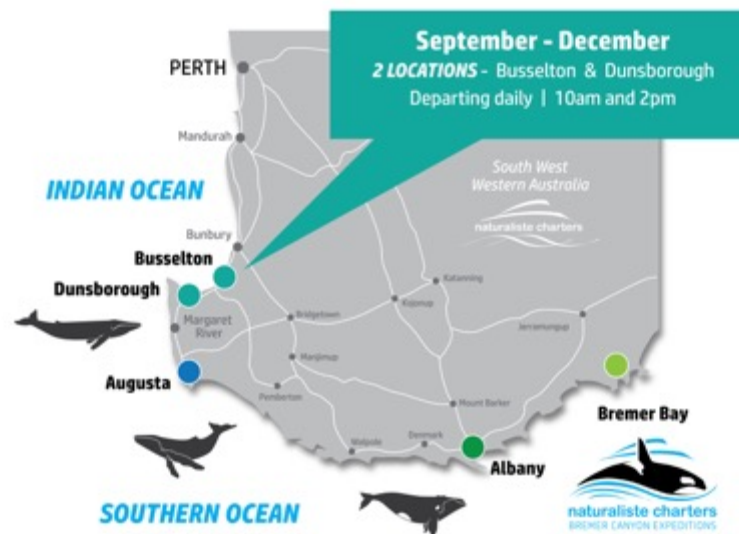 September - December
2 LOCATIONS - Busselton & Dunsborough
Departing daily | 10am and 2pm
PERTH
Mandurah
INDIAN OCEAN
South West
Western Australia
naturaliste charters
Bunbury
Busselton
Dunsborough
Katanning
Kojonup
Margaret
River
Bridgetown
Jerramungup
Manjimup
Augusta
Pemberton
Mount Barker
Bremer Bay
Walpole
Denmark
Albany
SOUTHERN OCEAN
naturaliste charters
BREMER CANYON EXPEDITIONS